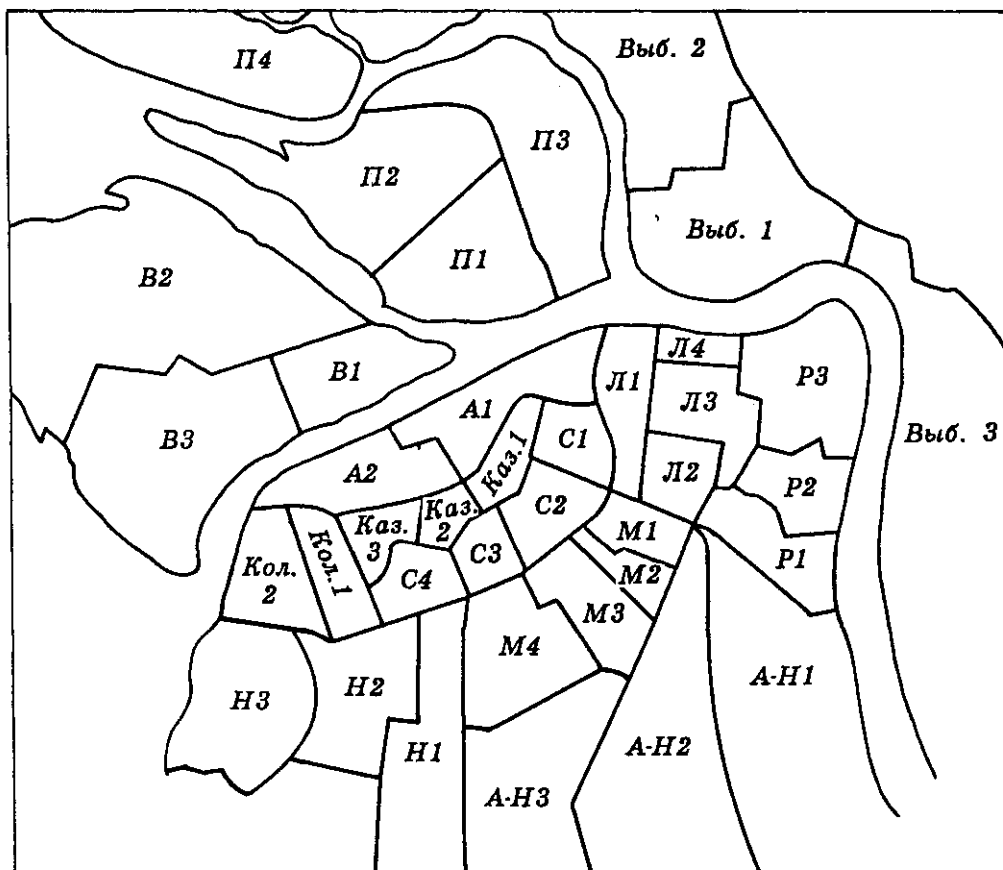 П4
Выб. 2
П3
П2
Выб. 1
П1
В2
Л4
В1
Л1
Р3
Л3
А1
С1
Выб. 3
В3
Каз.1
А2
Л2
Р2
С2
Каз.
2
М1
Каз.
3
Кол. 1
С3
Р1
Кол.
2
С4
М2
М3
М4
А-Н1
Н2
Н3
А-Н2
Н1
А-Н3